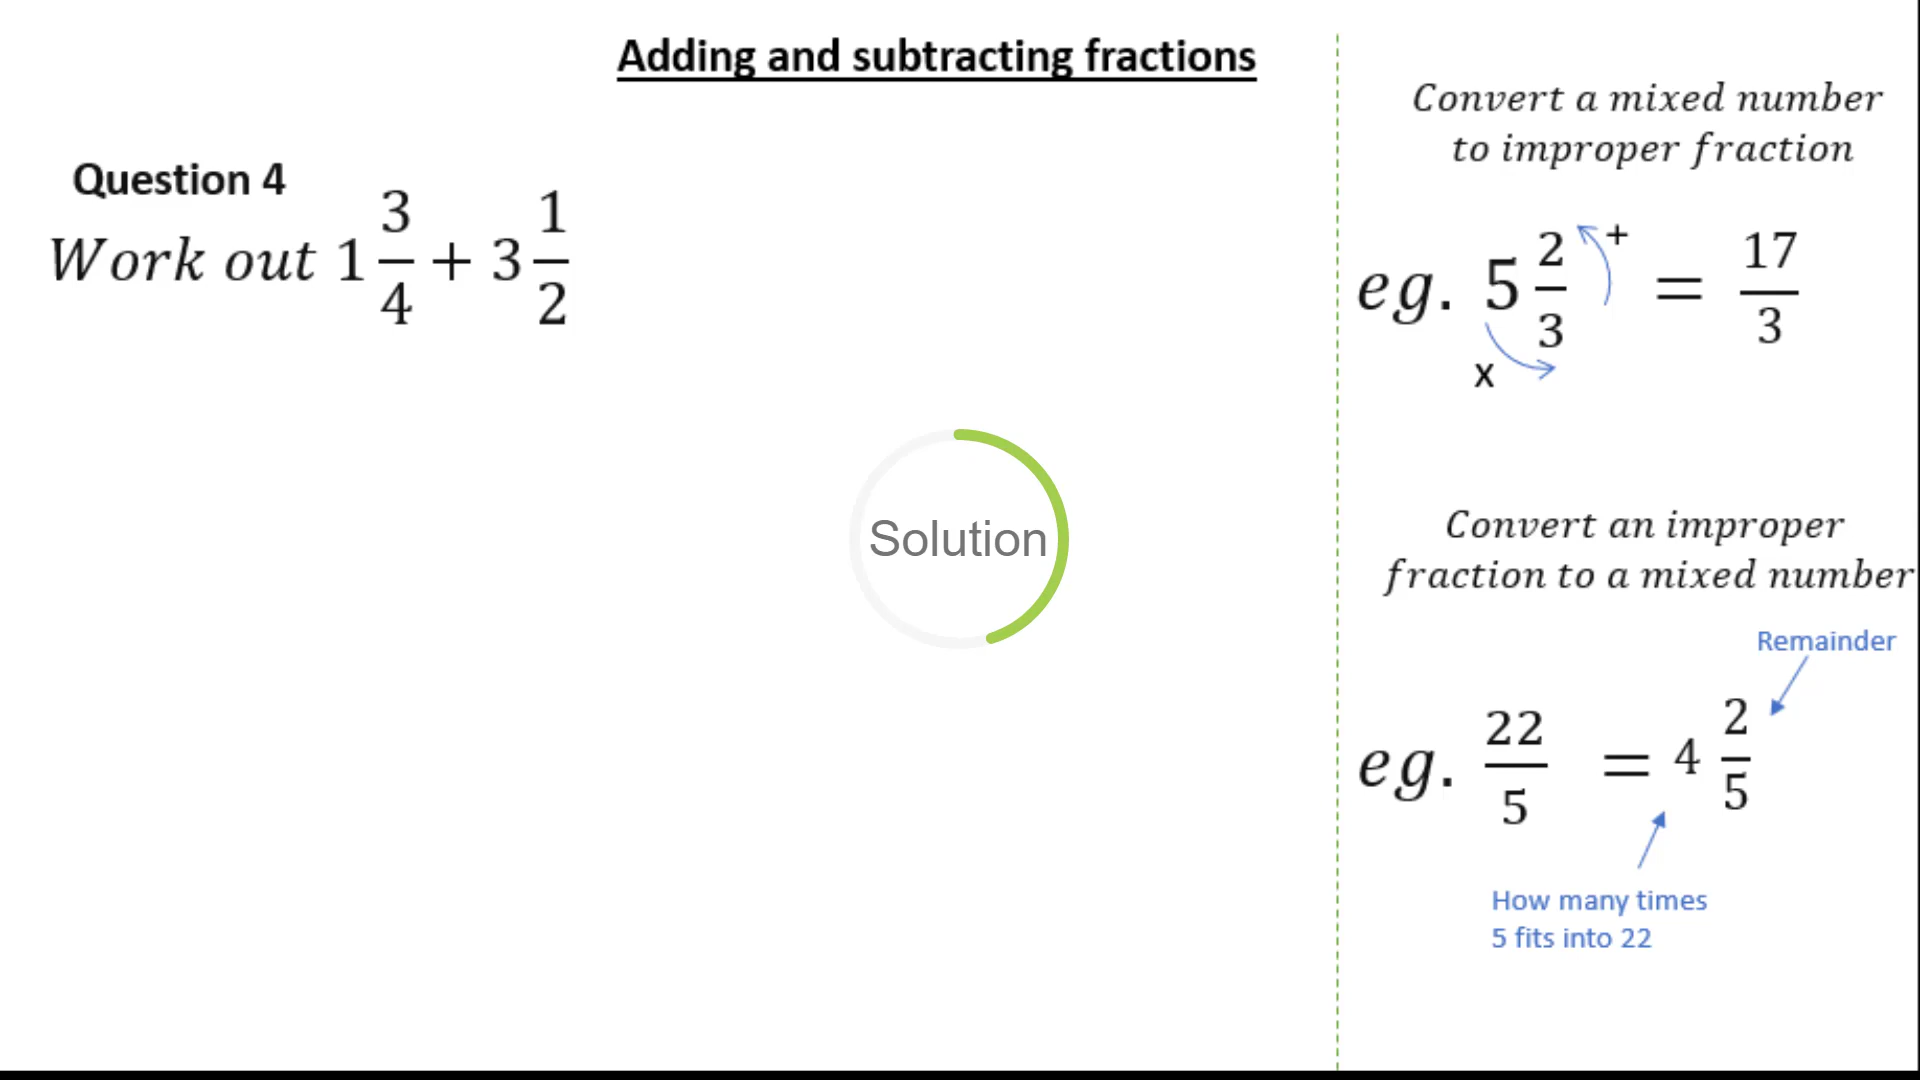 Adding and subtracting fractions
Question 4
Work out 1 3/4 + 3 1/2
Solution
Convert a mixed number
to improper fraction
eg. 5 2/3 + = 17/3
x
Convert an improper
fraction to a mixed number
Remainder
eg. 22/5 = 4 2/5
How many times
5 fits into 22